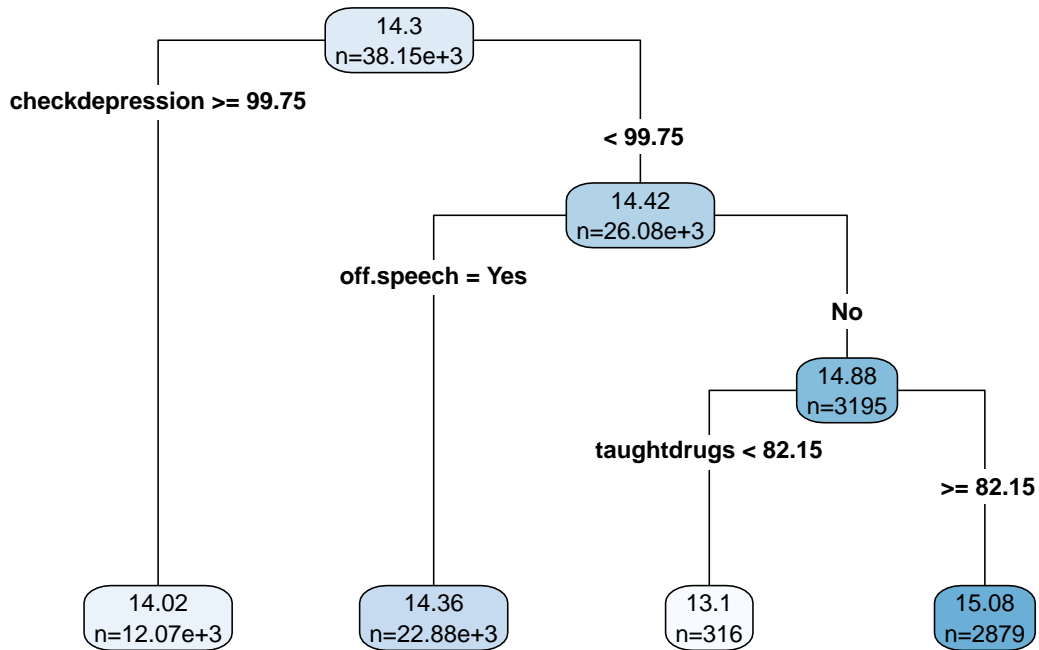 14.3
n=38.15e+3
checkdepression >= 99.75
< 99.75
14.42
n=26.08e+3
off.speech = Yes
No
14.88
n=3195
taughtdrugs < 82.15
>= 82.15
14.02
n=12.07e+3
14.36
n=22.88e+3
13.1
n=316
15.08
n=2879